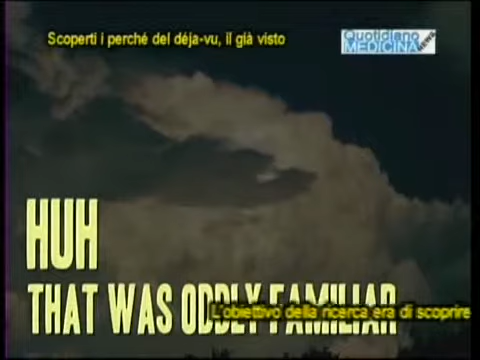 Scoperti i perché del déja-vu, il già visto
Quotidiano
MEDICINA NEWS
HUH
THAT WAS ODDLY FAMILIAR
L'obiettivo della ricerca era di scoprire